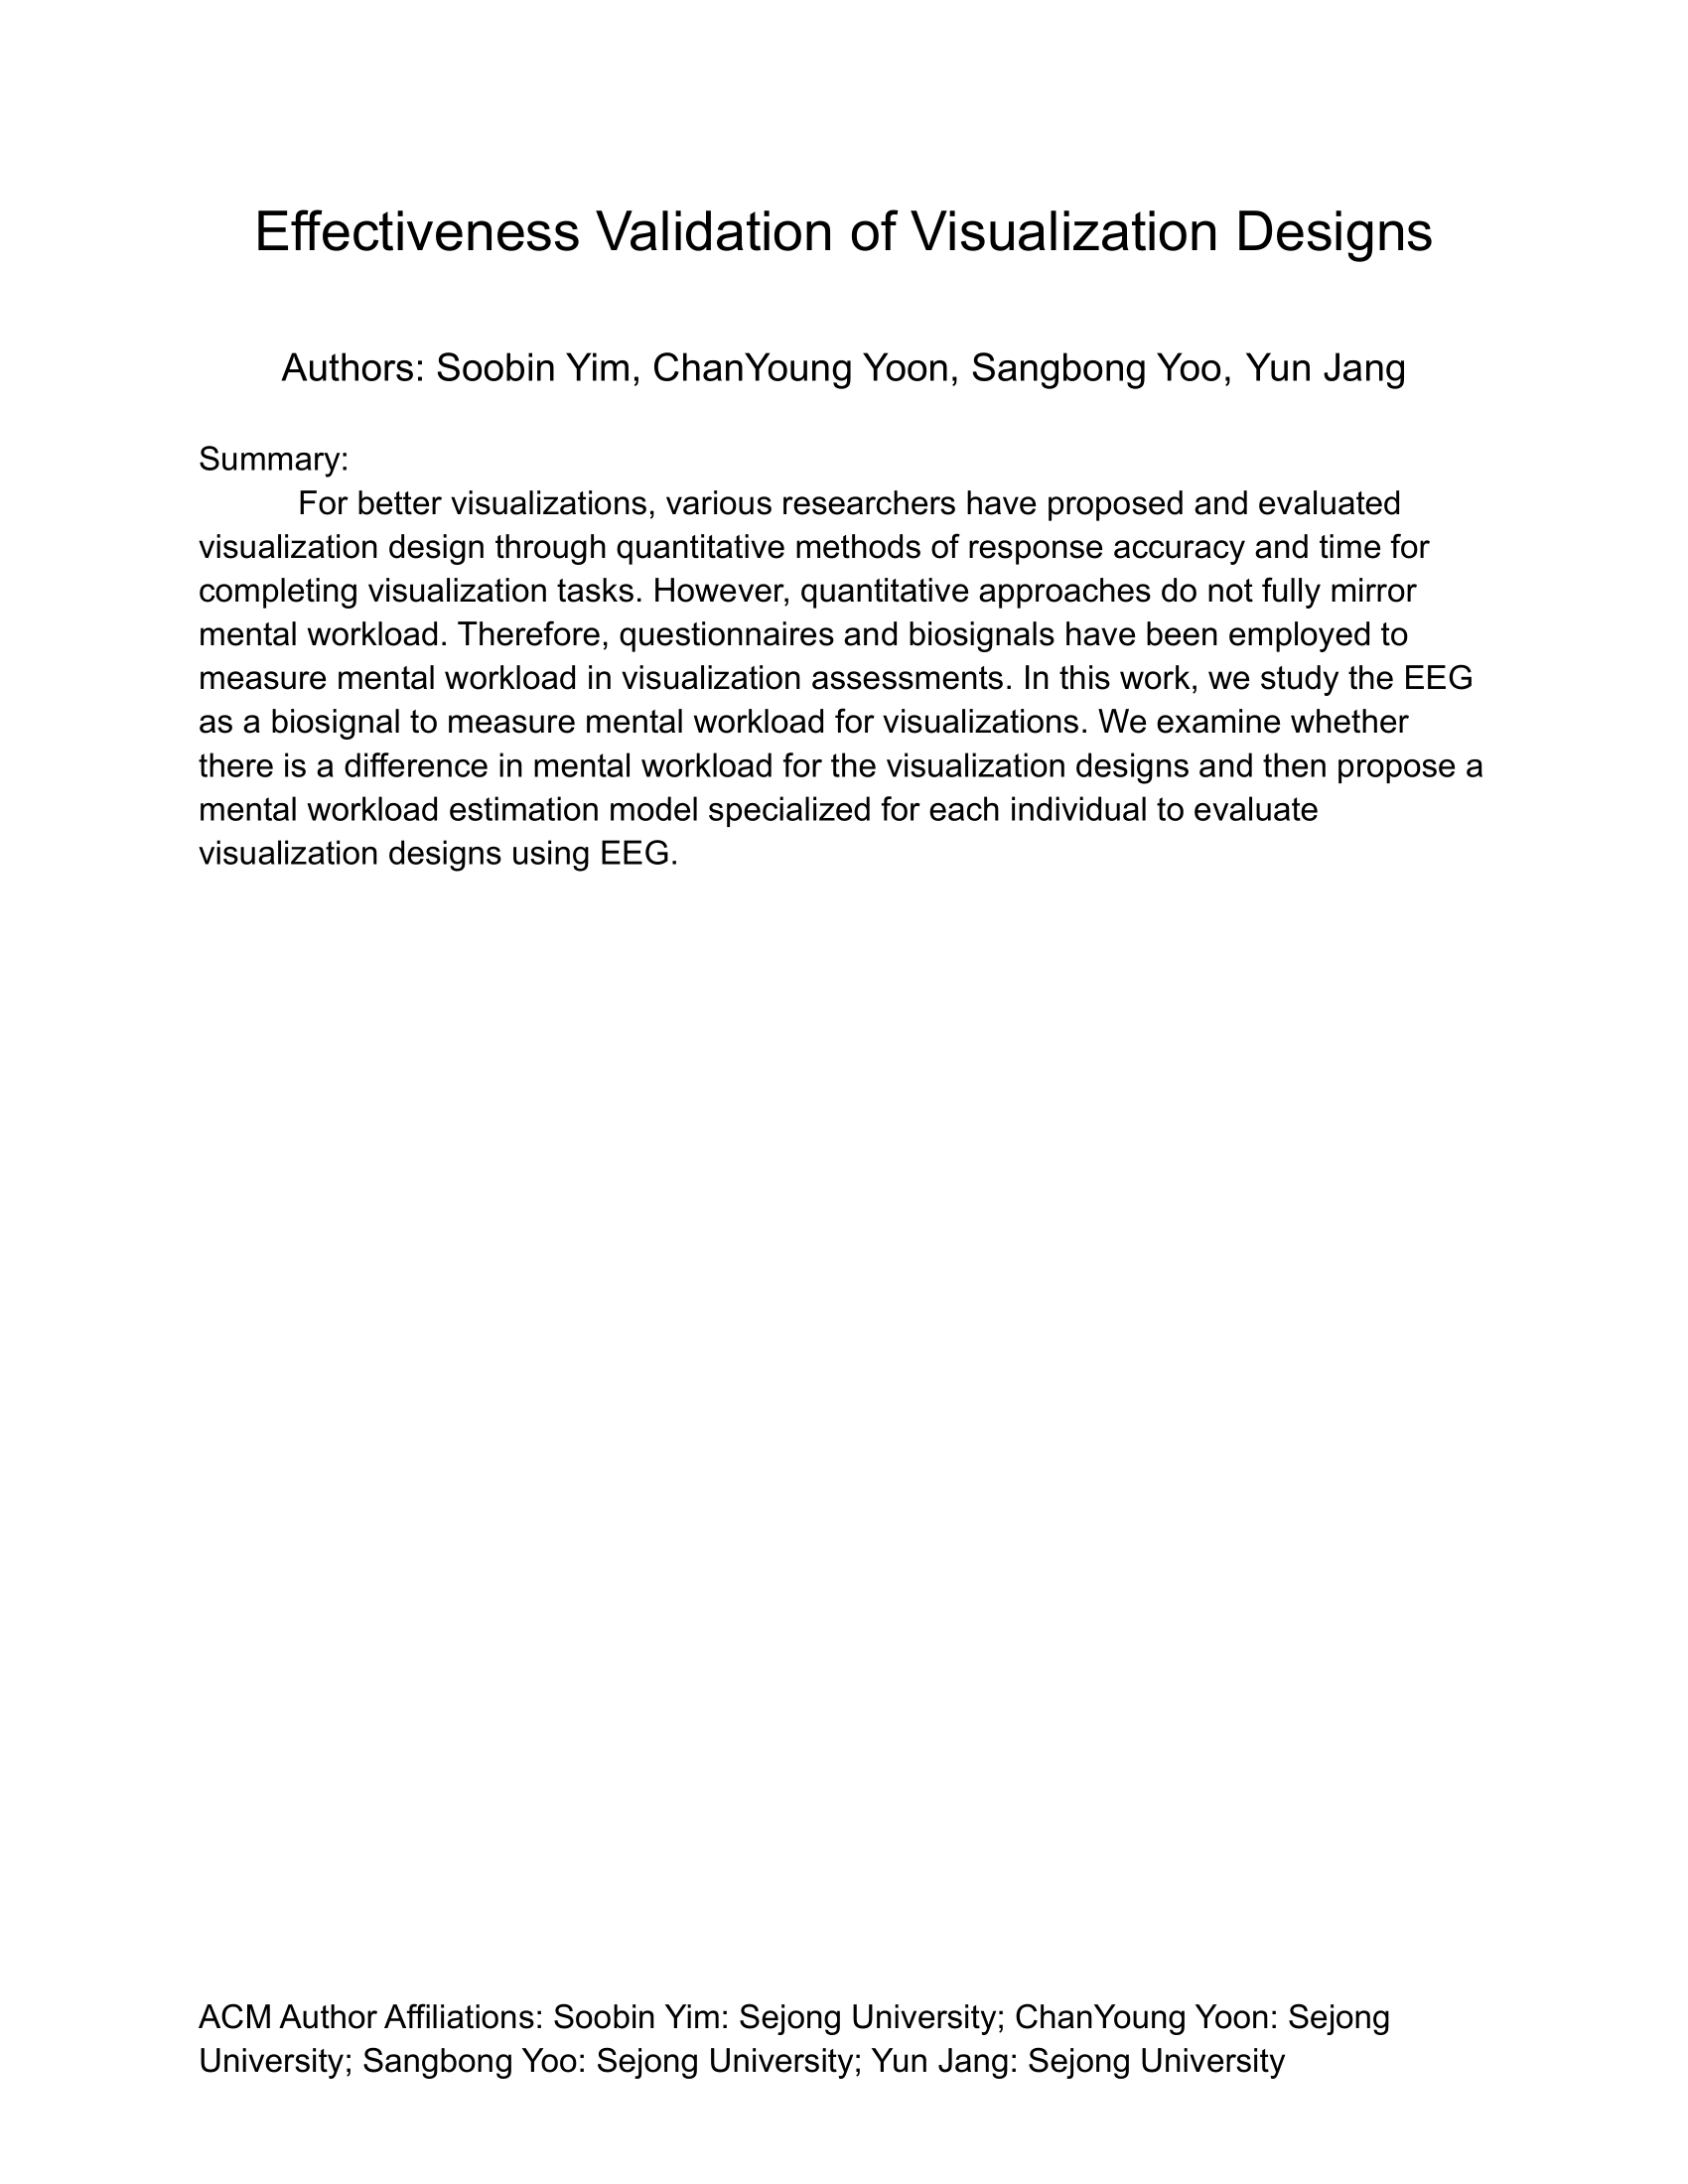 Effectiveness Validation of Visualization Designs
Authors: Soobin Yim, ChanYoung Yoon, Sangbong Yoo, Yun Jang
Summary:
For better visualizations, various researchers have proposed and evaluated
visualization design through quantitative methods of response accuracy and time for
completing visualization tasks. However, quantitative approaches do not fully mirror
mental workload. Therefore, questionnaires and biosignals have been employed to
measure mental workload in visualization assessments. In this work, we study the EEG
as a biosignal to measure mental workload for visualizations. We examine whether
there is a difference in mental workload for the visualization designs and then propose a
mental workload estimation model specialized for each individual to evaluate
visualization designs using EEG.
ACM Author Affiliations: Soobin Yim: Sejong University; ChanYoung Yoon: Sejong
University; Sangbong Yoo: Sejong University; Yun Jang: Sejong University